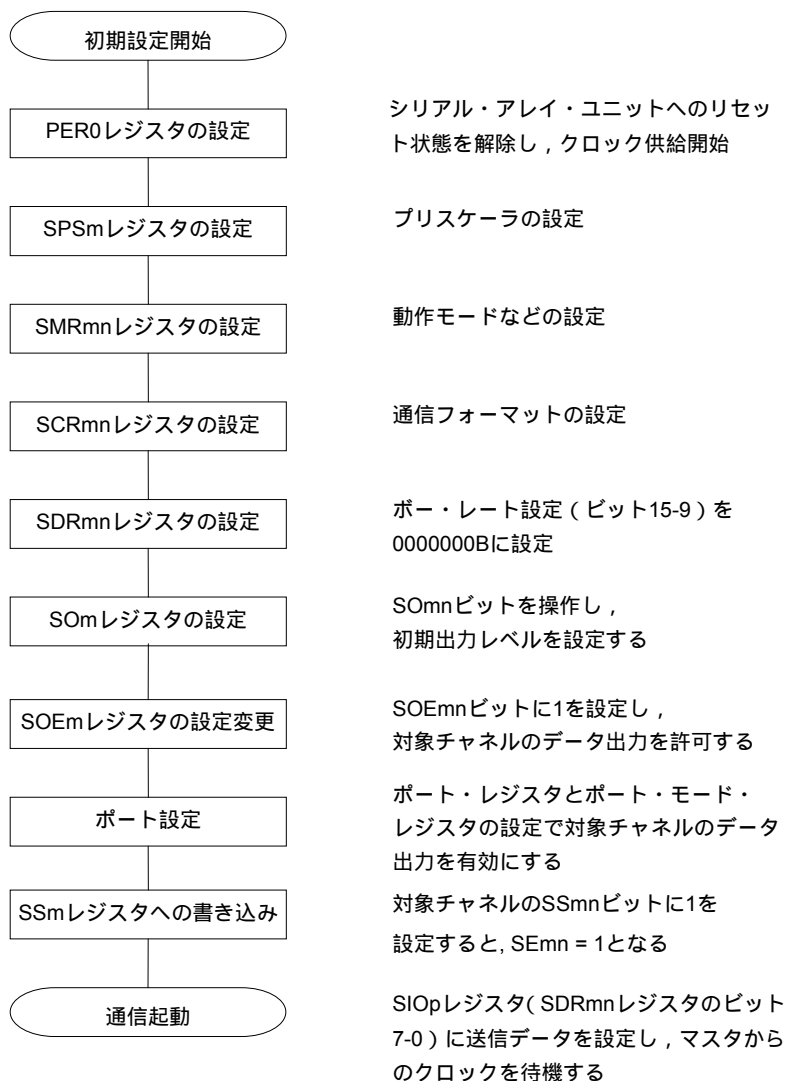 初期設定開始
PER0レジスタの設定
シリアル・アレイ・ユニットへのリセッ
ト状態を解除し，クロック供給開始
SPSmレジスタの設定
プリスケーラの設定
SMRmnレジスタの設定
動作モードなどの設定
SCRmnレジスタの設定
通信フォーマットの設定
SDRmnレジスタの設定
ボー・レート設定（ビット15-9）を
0000000Bに設定
SOmレジスタの設定
SOmnビットを操作し，
初期出力レベルを設定する
SOEmレジスタの設定変更
SOEmnビットに1を設定し，
対象チャネルのデータ出力を許可する
ポート設定
ポート・レジスタとポート・モード・
レジスタの設定で対象チャネルのデータ
出力を有効にする
SSmレジスタへの書き込み
対象チャネルのSSmnビットに1を
設定すると, SEmn = 1となる
通信起動
SIOpレジスタ（SDRmnレジスタのビット
7-0）に送信データを設定し，マスタから
のクロックを待機する